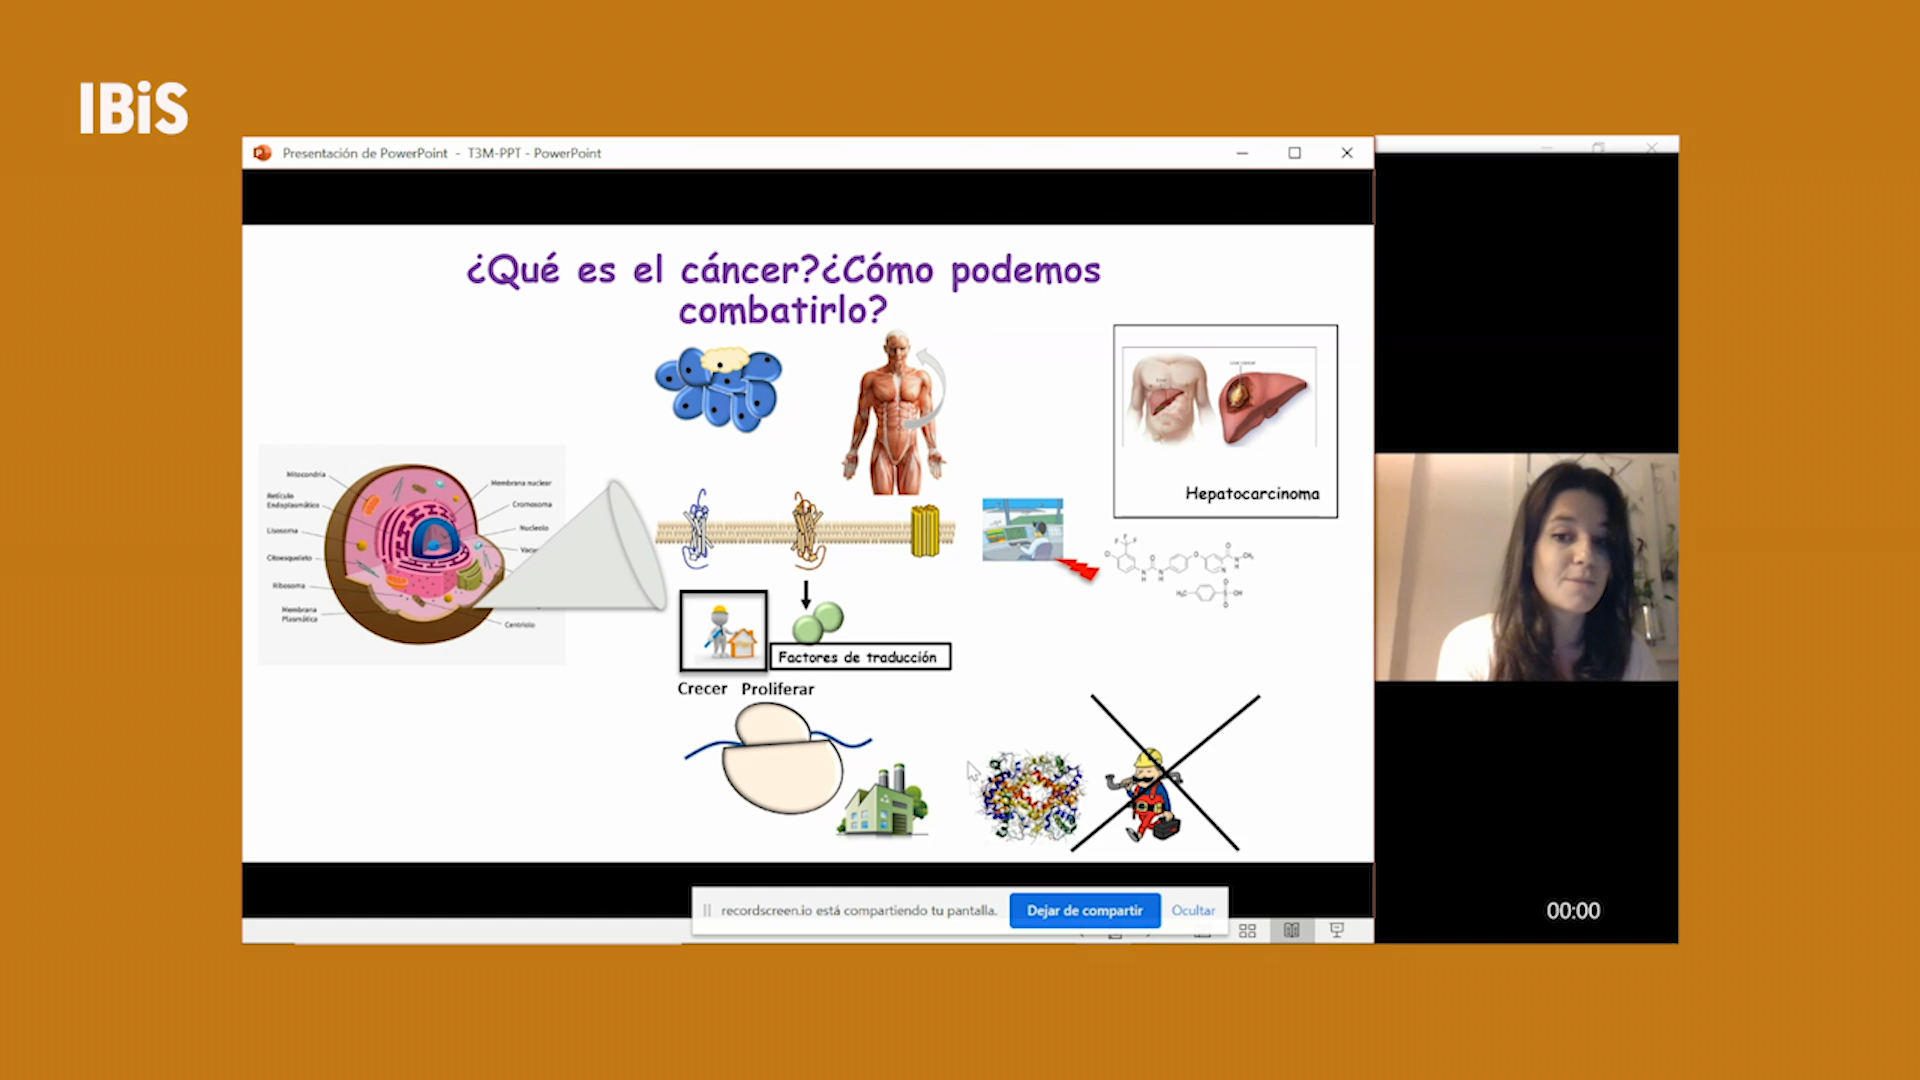 IBiS
Presentación de PowerPoint - T3M-PPT - PowerPoint
¿Qué es el cáncer?¿Cómo podemos
combatirlo?
Hepatocarcinoma
Mitocondria
Retículo
Endoplasmático
Lisosoma
Citoesqueleto
Ribosoma
Membrana
Plasmática
Membrana nuclear
Cromosoma
Nucleolo
Centriolo
Factores de traducción
Crecer Proliferar
recordscreen.io está compartiendo tu pantalla.
Dejar de compartir
Ocultar
00:00